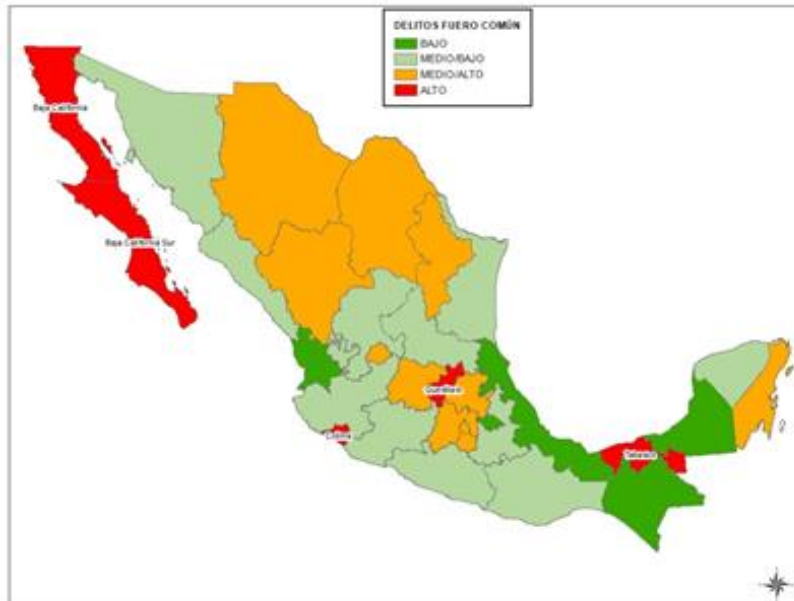 DELITOS FUERO COMÚN
BAJO
MEDIO/BAJO
MEDIO/ALTO
ALTO
Baja California
Baja California Sur
Querétaro
Colima
Tabasco